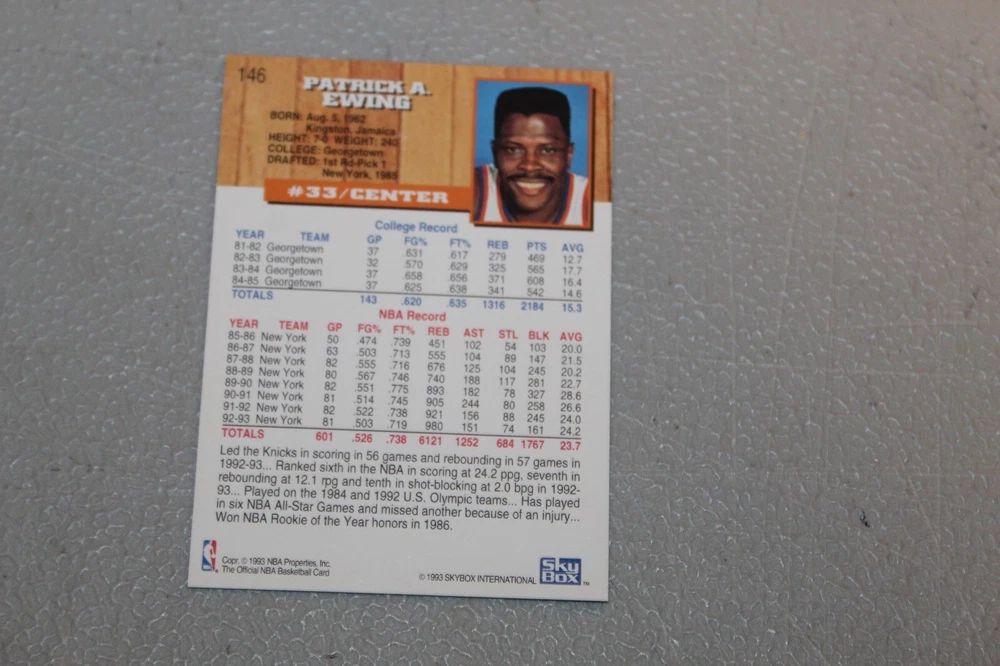 146
PATRICK A.
EWING
BORN: Aug. 5, 1962
Kingston, Jamaica
HEIGHT: 7-0 WEIGHT: 240
COLLEGE: Georgetown
DRAFTED: 1st Rd-Pick 1
New York, 1985
#33/CENTER
College Record
YEAR TEAM GP FG% FT% REB PTS AVG
81-82 Georgetown 37 .631 .617 279 469 12.7
82-83 Georgetown 32 .570 .629 325 565 17.7
83-84 Georgetown 37 .658 .656 371 608 16.4
84-85 Georgetown 37 .625 .638 341 542 14.6
TOTALS 143 .620 .635 1316 2184 15.3
NBA Record
YEAR TEAM GP FG% FT% REB AST STL BLK AVG
85-86 New York 50 .474 .739 451 102 54 103 20.0
86-87 New York 63 .503 .713 555 104 89 147 21.5
87-88 New York 82 .555 .716 676 125 104 245 20.2
88-89 New York 80 .567 .746 740 188 117 281 22.7
89-90 New York 82 .551 .775 893 182 78 327 28.6
90-91 New York 81 .514 .745 905 244 80 258 26.6
91-92 New York 82 .522 .738 921 156 88 245 24.0
92-93 New York 81 .503 .719 980 151 74 161 24.2
TOTALS 601 .526 .738 6121 1252 684 1767 23.7
Led the Knicks in scoring in 56 games and rebounding in 57 games in
1992-93... Ranked sixth in the NBA in scoring at 24.2 ppg, seventh in
rebounding at 12.1 rpg and tenth in shot-blocking at 2.0 bpg in 1992-
93... Played on the 1984 and 1992 U.S. Olympic teams... Has played
in six NBA All-Star Games and missed another because of an injury...
Won NBA Rookie of the Year honors in 1986.
Copr. © 1993 NBA Properties, Inc.
The Official NBA Basketball Card
© 1993 SKYBOX INTERNATIONAL
Sky
Box™